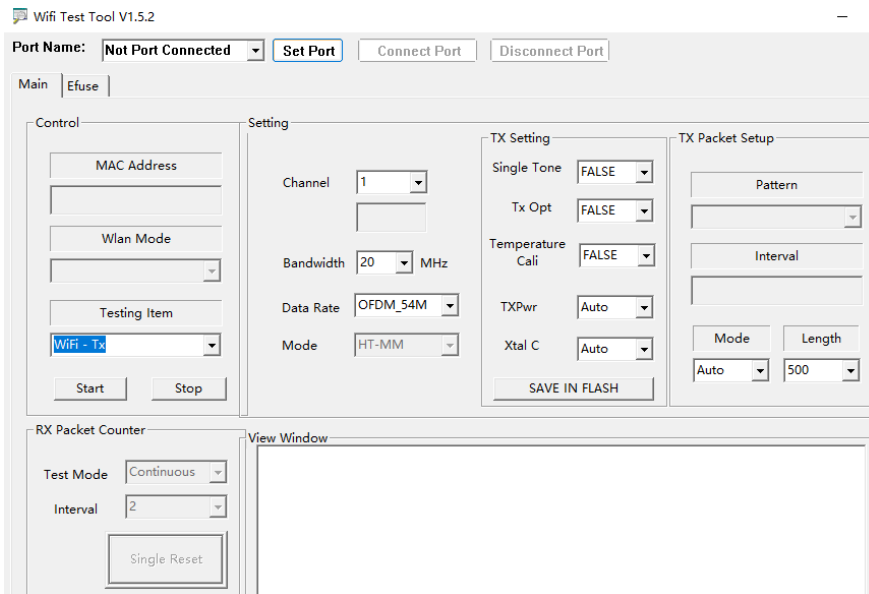 Wifi Test Tool V1.5.2
Port Name: Not Port Connected Set Port Connect Port Disconnect Port
Main Efuse
Control
MAC Address
Wlan Mode
Testing Item
WiFi - Tx
Start Stop
Setting
Channel 1
Bandwidth 20 MHz
Data Rate OFDM_54M
Mode HT-MM
TX Setting
Single Tone FALSE
Tx Opt FALSE
Temperature
Cali FALSE
TXPwr Auto
Xtal C Auto
SAVE IN FLASH
TX Packet Setup
Pattern
Interval
Mode Length
Auto 500
RX Packet Counter
Test Mode Continuous
Interval 2
Single Reset
View Window